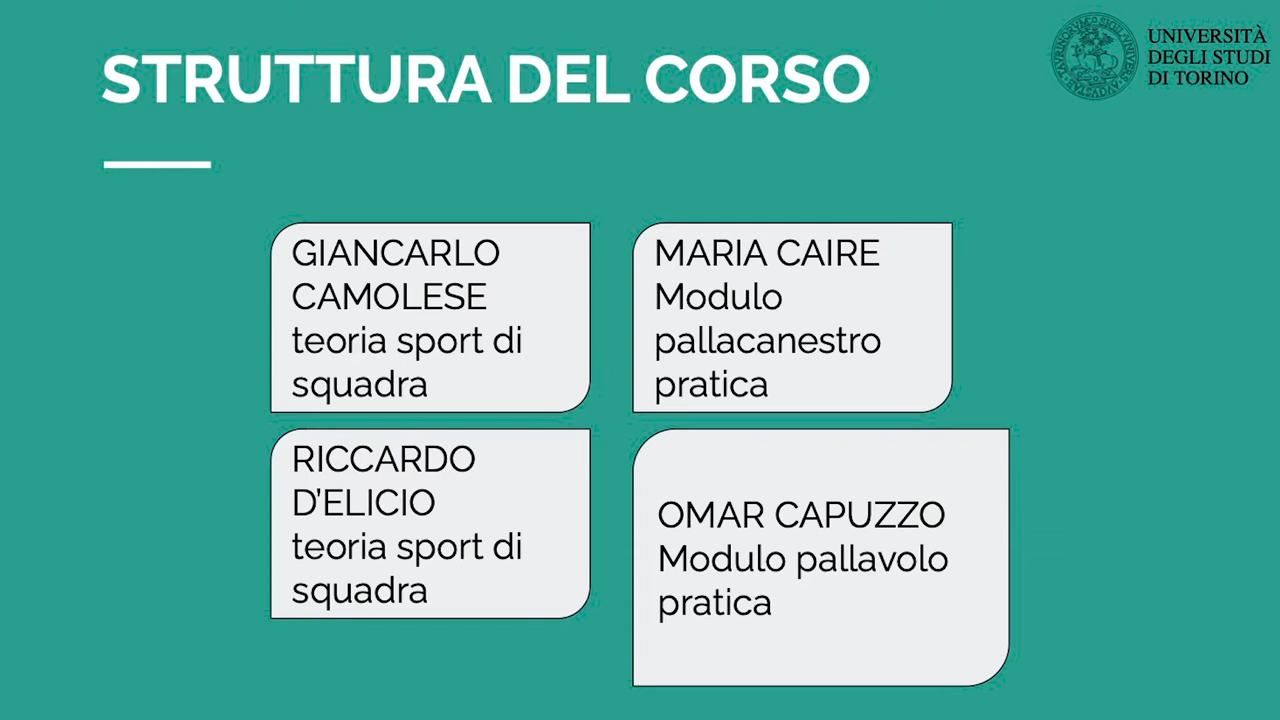 STRUTTURA DEL CORSO
UNIVERSITÀ
DEGLI STUDI
DI TORINO
GIANCARLO
CAMOLESE
teoria sport di
squadra
MARIA CAIRE
Modulo
pallacanestro
pratica
RICCARDO
D'ELICIO
teoria sport di
squadra
OMAR CAPUZZO
Modulo pallavolo
pratica